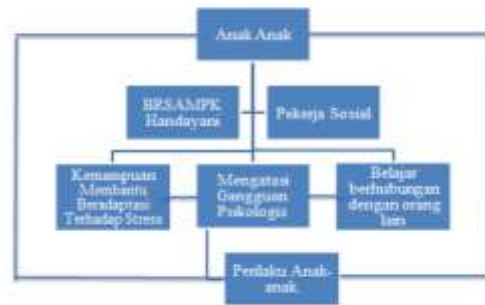 Anak Anak
BRSAMPK
Handayani
Pekerja Sosial
Kemampuan
Membantu
Beradaptasi
Terhadap Stress
Mengatasi
Gangguan
Psikologis
Belajar
berhubungan
dengan orang
lain
Perilaku Anak-
anak.